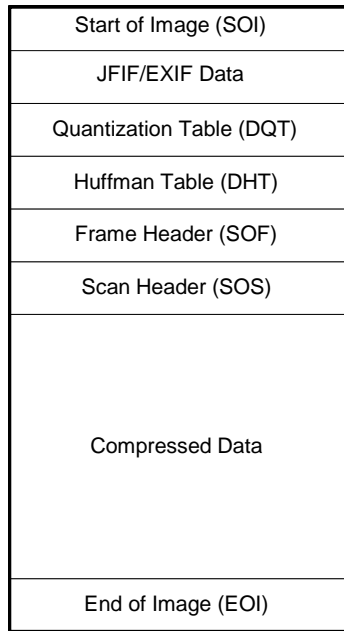 Start of Image (SOI)
JFIF/EXIF Data
Quantization Table (DQT)
Huffman Table (DHT)
Frame Header (SOF)
Scan Header (SOS)
Compressed Data
End of Image (EOI)